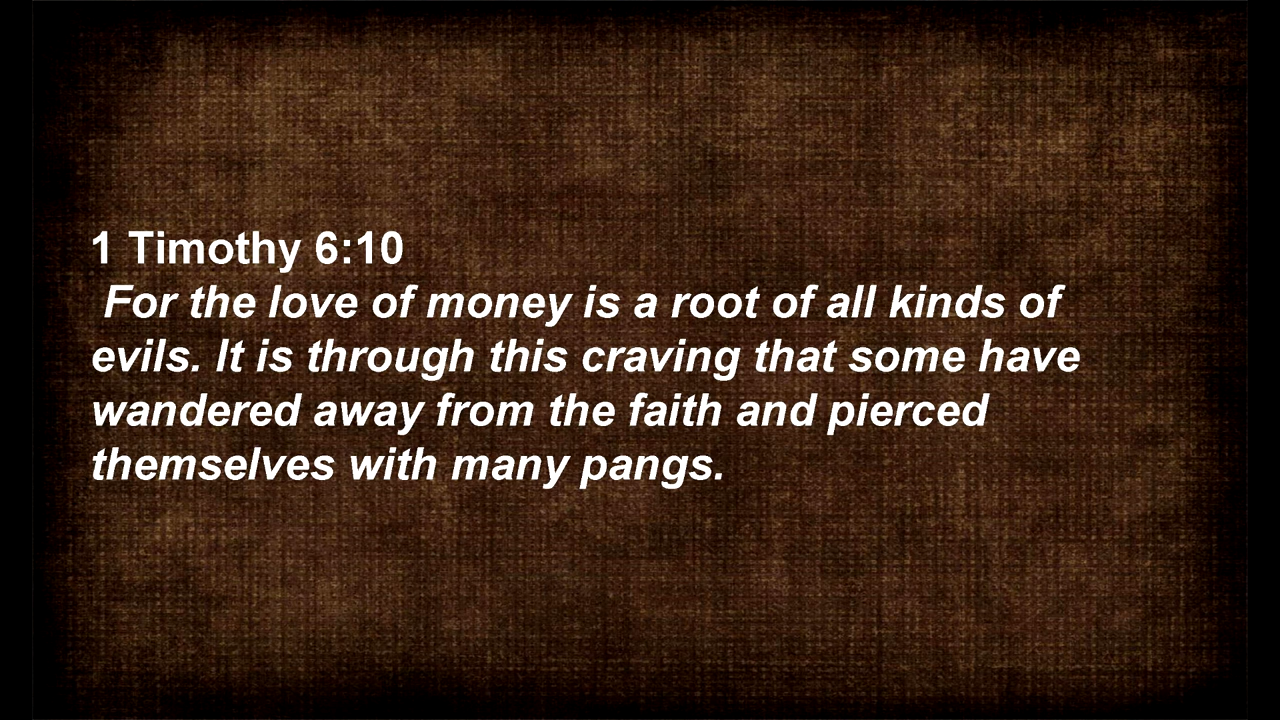 1 Timothy 6:10
For the love of money is a root of all kinds of
evils. It is through this craving that some have
wandered away from the faith and pierced
themselves with many pangs.